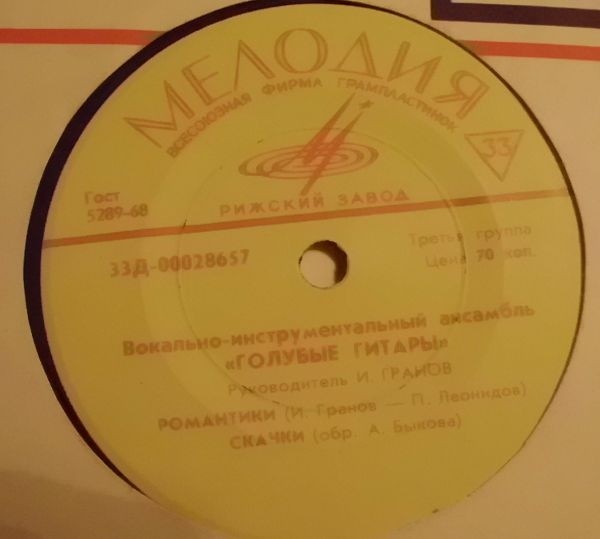 МЕЛОДИЯ
ВСЕСОЮЗНАЯ ФИРМА ГРАМПЛАСТИНОК
33
РИЖСКИЙ ЗАВОД
Гост
5289-68
Третья группа
Цена 70 коп.
33Д-00028657
Вокально-инструментальный ансамбль
«ГОЛУБЫЕ ГИТАРЫ»
Руководитель И. ГРАНОВ
РОМАНТИКИ (И. Гранов — П. Леонидов)
СКАЧКИ (обр. А. Быкова)